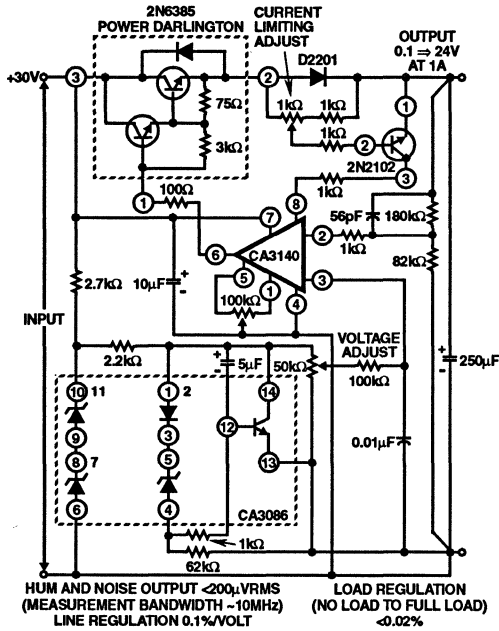 2N6385
POWER DARLINGTON
CURRENT
LIMITING
ADJUST
OUTPUT
0.1 ⇒ 24V
AT 1A
D2201
+30V
3
2
75Ω
1kΩ
1kΩ
1
3kΩ
1kΩ
2
2N2102
1
100Ω
8
1kΩ
3
7
56pF
180kΩ
6
CA3140
2
1kΩ
82kΩ
5
1
3
2.7kΩ
10µF
+
-
100kΩ
4
INPUT
VOLTAGE
ADJUST
2.2kΩ
+
-
5µF
50kΩ
100kΩ
+
-
250µF
10
11
1
2
14
9
3
12
0.01µF
8
7
5
13
6
4
CA3086
1kΩ
62kΩ
HUM AND NOISE OUTPUT <200µVRMS
(MEASUREMENT BANDWIDTH ~10MHz)
LINE REGULATION 0.1%/VOLT
LOAD REGULATION
(NO LOAD TO FULL LOAD)
<0.02%